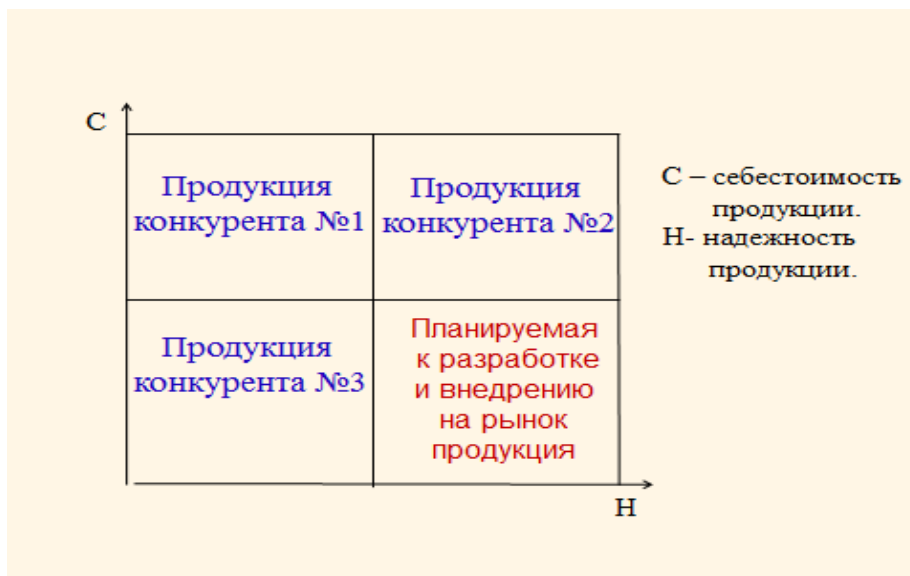 С
Продукция
конкурента №1
Продукция
конкурента №2
С – себестоимость
продукции.
Н- надежность
продукции.
Продукция
конкурента №3
Планируемая
к разработке
и внедрению
на рынок
продукция
Н